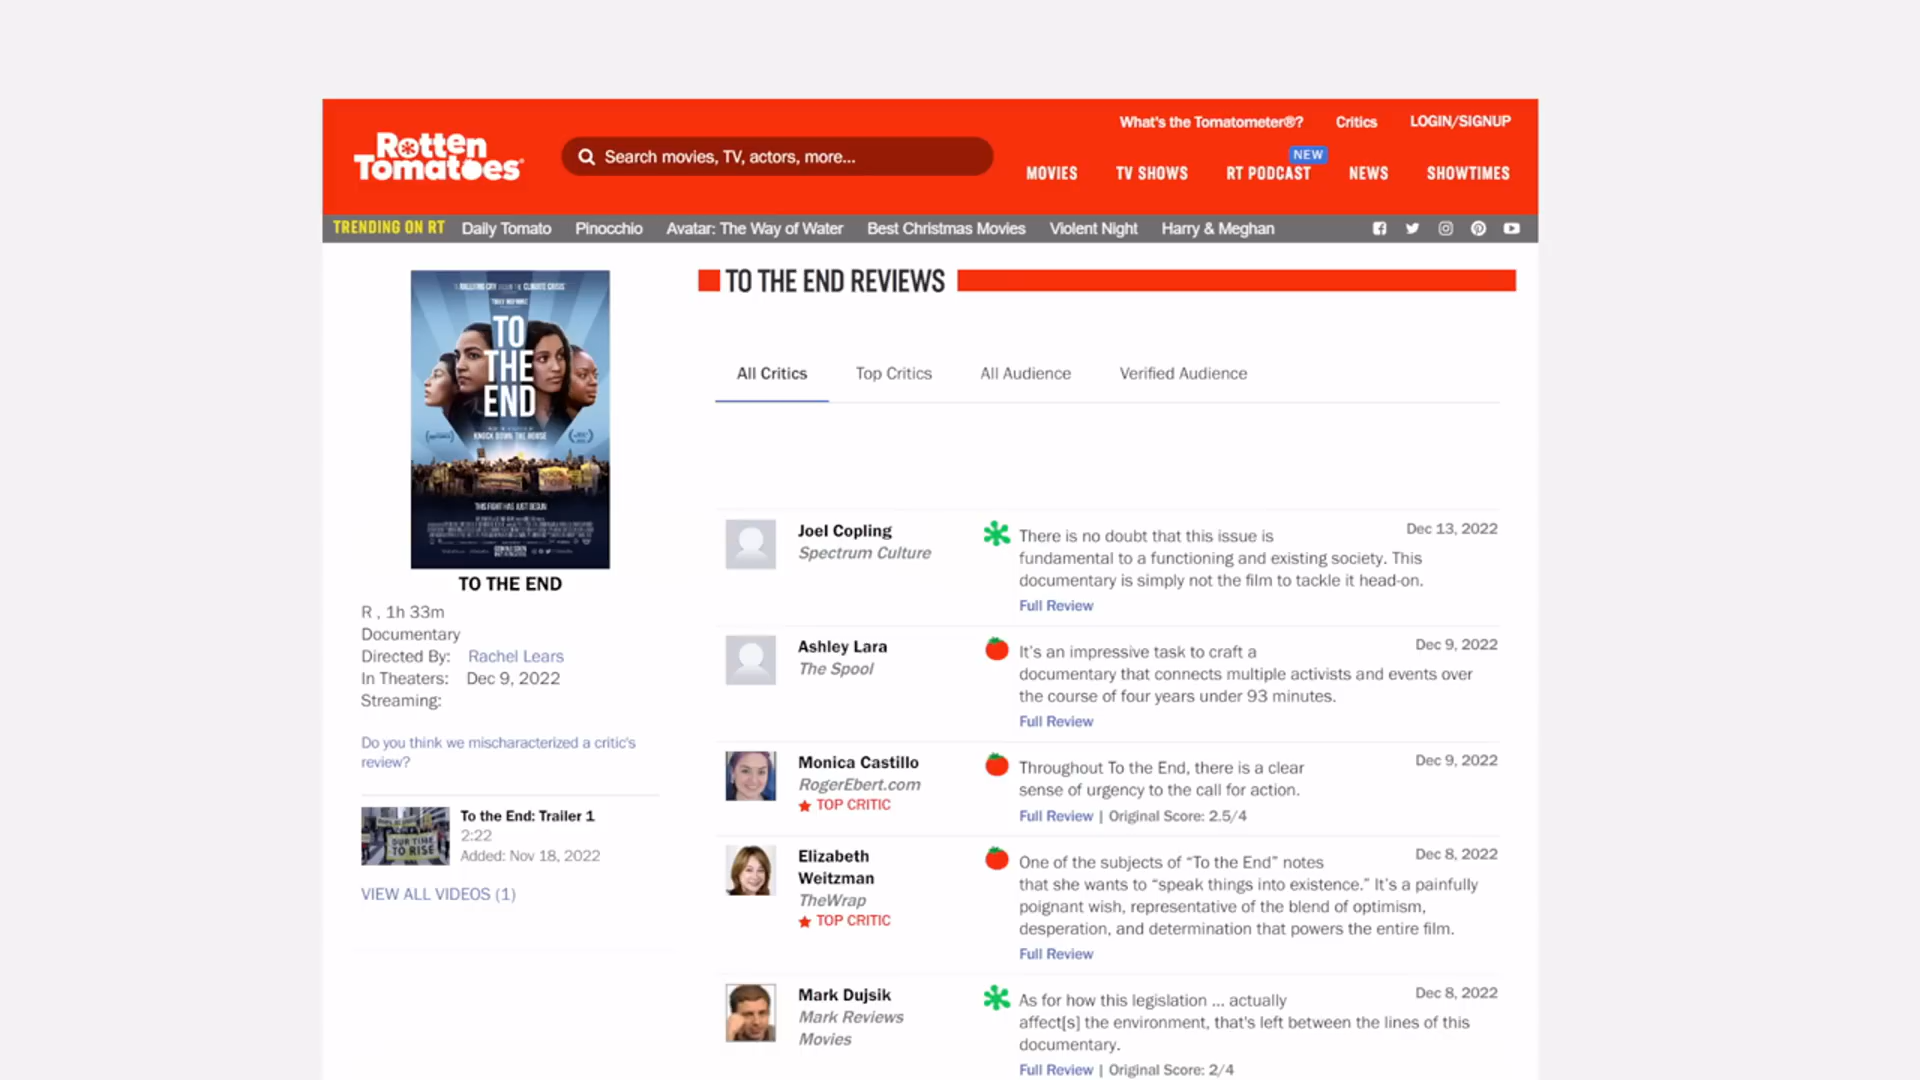 Rotten
Tomatoes
Search movies, TV, actors, more...
What's the Tomatometer®? Critics LOGIN/SIGNUP
NEW
MOVIES TV SHOWS RT PODCAST NEWS SHOWTIMES
TRENDING ON RT Daily Tomato Pinocchio Avatar: The Way of Water Best Christmas Movies Violent Night Harry & Meghan
TO
THE
END
KNOCK DOWN THE HOUSE
THIS FIGHT HAS JUST BEGUN
TO THE END
R , 1h 33m
Documentary
Directed By: Rachel Lears
In Theaters: Dec 9, 2022
Streaming:
Do you think we mischaracterized a critic's
review?
OUR TIME
TO RISE
To the End: Trailer 1
2:22
Added: Nov 18, 2022
VIEW ALL VIDEOS (1)
TO THE END REVIEWS
All Critics Top Critics All Audience Verified Audience
Joel Copling
Spectrum Culture
There is no doubt that this issue is
fundamental to a functioning and existing society. This
documentary is simply not the film to tackle it head-on.
Full Review
Dec 13, 2022
Ashley Lara
The Spool
It's an impressive task to craft a
documentary that connects multiple activists and events over
the course of four years under 93 minutes.
Full Review
Dec 9, 2022
Monica Castillo
RogerEbert.com
TOP CRITIC
Throughout To the End, there is a clear
sense of urgency to the call for action.
Full Review | Original Score: 2.5/4
Dec 9, 2022
Elizabeth
Weitzman
TheWrap
TOP CRITIC
One of the subjects of “To the End” notes
that she wants to “speak things into existence.” It's a painfully
poignant wish, representative of the blend of optimism,
desperation, and determination that powers the entire film.
Full Review
Dec 8, 2022
Mark Dujsik
Mark Reviews
Movies
As for how this legislation ... actually
affect[s] the environment, that's left between the lines of this
documentary.
Full Review | Original Score: 2/4
Dec 8, 2022